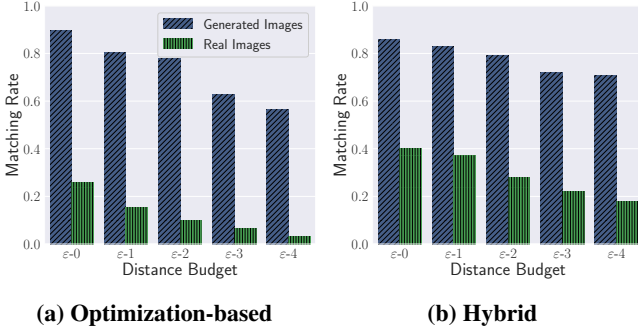 1.0
0.8
0.6
0.4
0.2
0.0
Matching Rate
Generated Images
Real Images
ε-0 ε-1 ε-2 ε-3 ε-4
Distance Budget
(a) Optimization-based
1.0
0.8
0.6
0.4
0.2
0.0
Matching Rate
ε-0 ε-1 ε-2 ε-3 ε-4
Distance Budget
(b) Hybrid